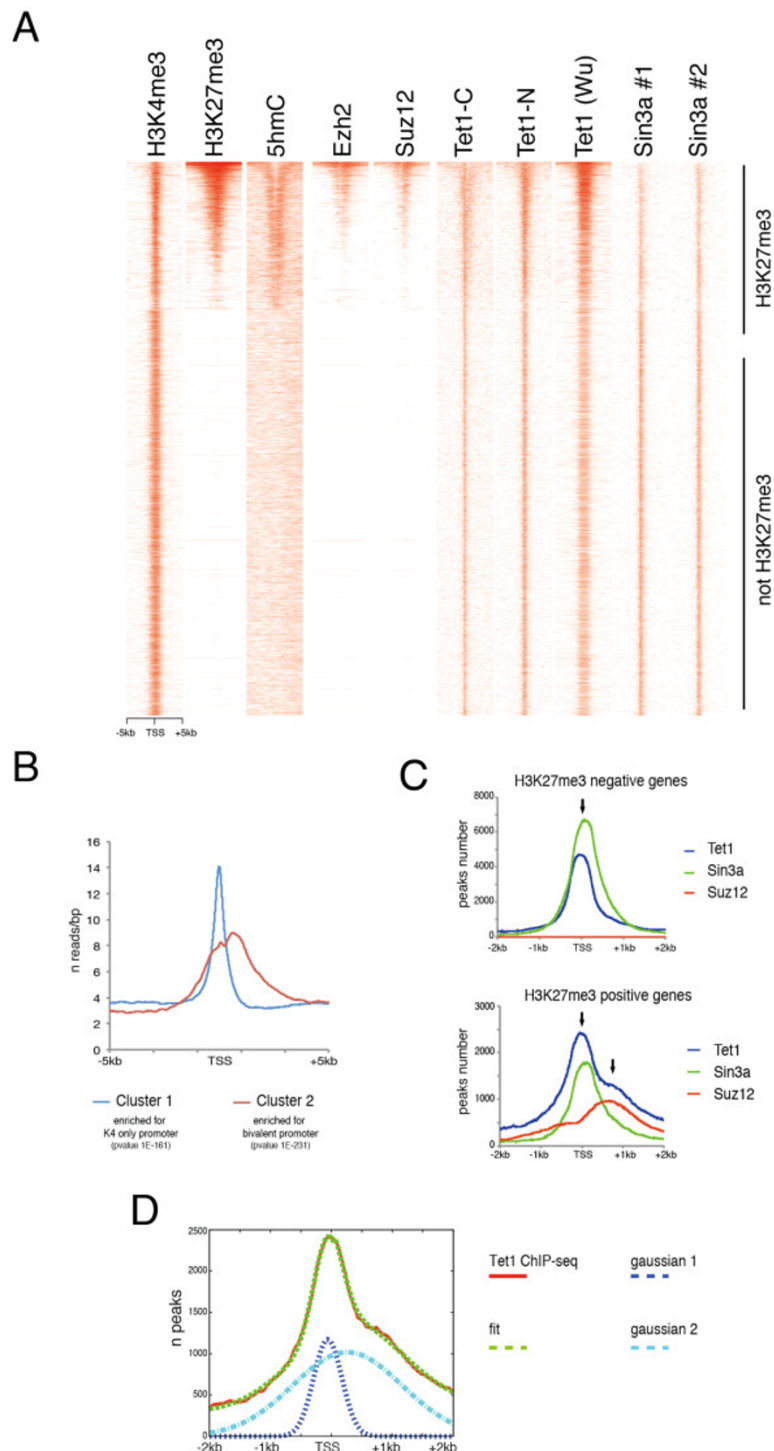 A
H3K4me3
H3K27me3
5hmC
Ezh2
Suz12
Tet1-C
Tet1-N
Tet1 (Wu)
Sin3a #1
Sin3a #2
H3K27me3
not H3K27me3
-5kb TSS +5kb
B
n reads/bp
16
14
12
10
8
6
4
2
0
-5kb TSS +5kb
Cluster 1
enriched for
K4 only promoter
(pvalue 1E-161)
Cluster 2
enriched for
bivalent promoter
(pvalue 1E-231)
C
H3K27me3 negative genes
peaks number
8000
6000
4000
2000
0
-2kb -1kb TSS +1kb +2kb
Tet1
Sin3a
Suz12
H3K27me3 positive genes
peaks number
3000
2000
1000
0
-2kb -1kb TSS +1kb +2kb
Tet1
Sin3a
Suz12
D
n peaks
2500
2000
1500
1000
500
0
-2kb -1kb TSS +1kb +2kb
Tet1 ChIP-seq
gaussian 1
fit
gaussian 2